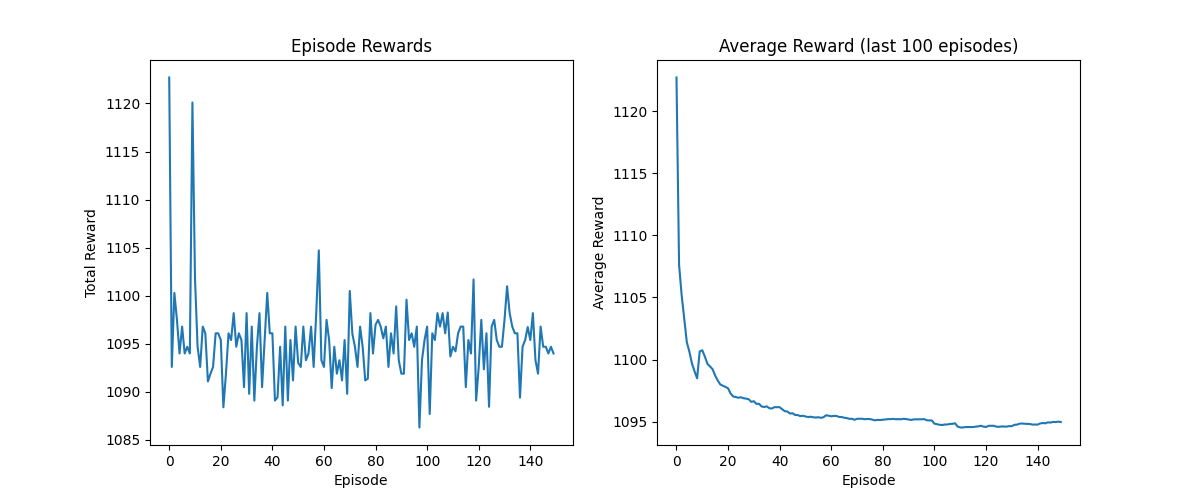 Episode Rewards
Total Reward
1120
1115
1110
1105
1100
1095
1090
1085
0 20 40 60 80 100 120 140
Episode
Average Reward (last 100 episodes)
Average Reward
1120
1115
1110
1105
1100
1095
0 20 40 60 80 100 120 140
Episode